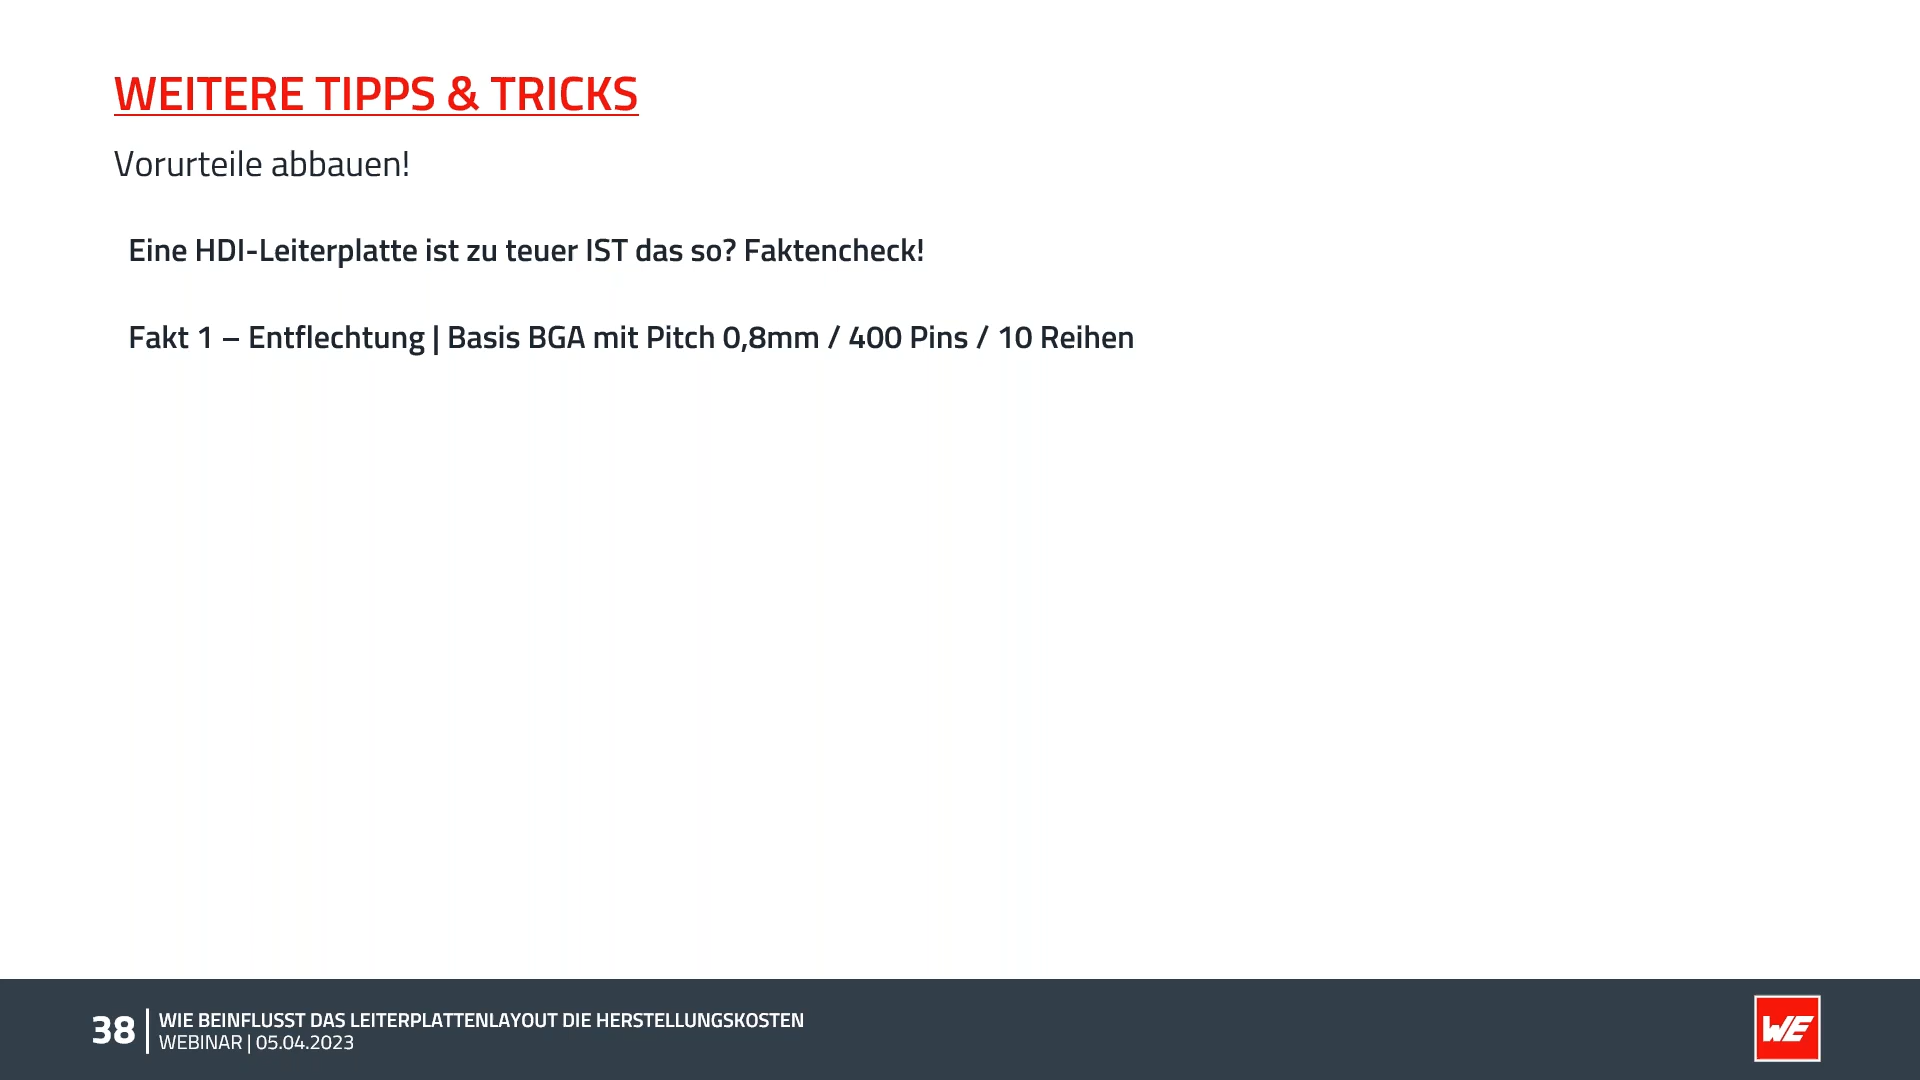 WEITERE TIPPS & TRICKS
Vorurteile abbauen!
Eine HDI-Leiterplatte ist zu teuer IST das so? Faktencheck!
Fakt 1 – Entflechtung | Basis BGA mit Pitch 0,8mm / 400 Pins / 10 Reihen
38
WIE BEINFLUSST DAS LEITERPLATTENLAYOUT DIE HERSTELLUNGSKOSTEN
WEBINAR | 05.04.2023
WE